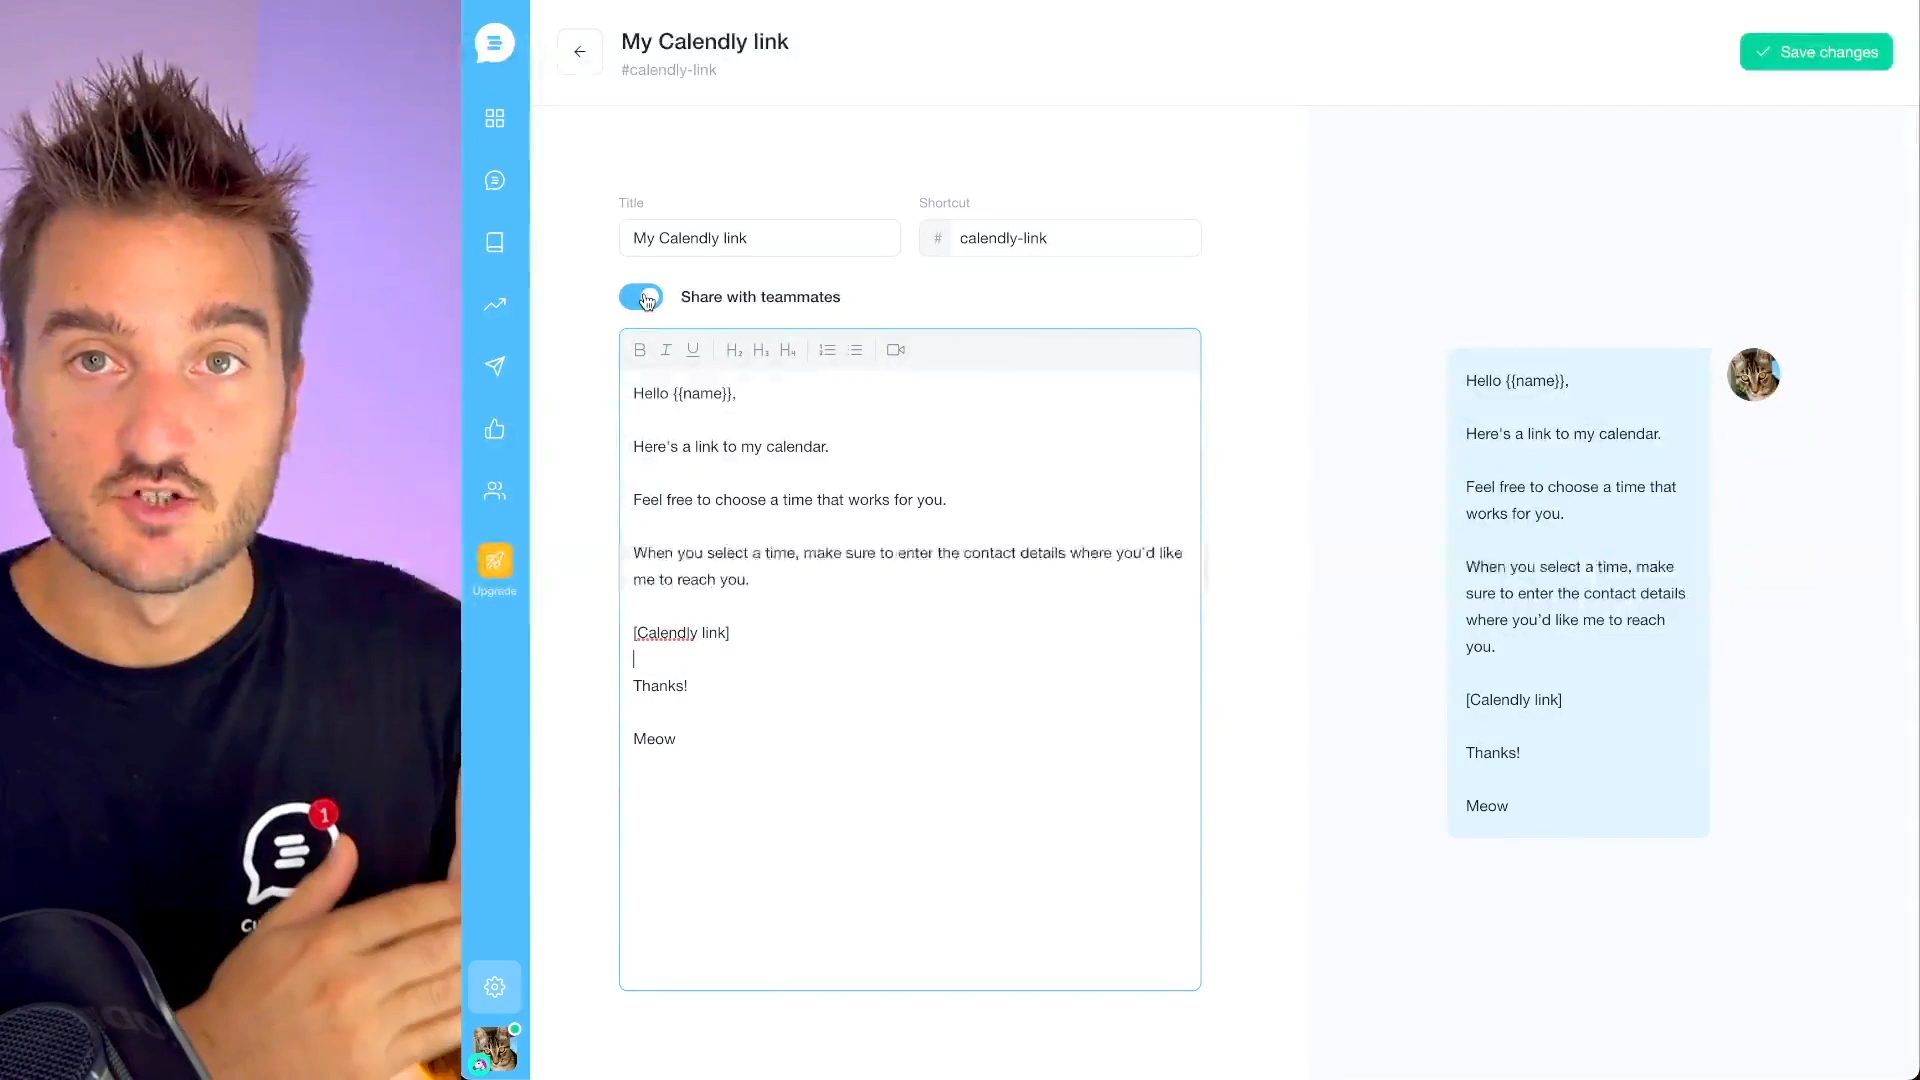 My Calendly link
#calendly-link
Save changes
Title
Shortcut
My Calendly link
# calendly-link
Share with teammates
B I U H2 H3 H4
Hello {{name}},
Here's a link to my calendar.
Feel free to choose a time that works for you.
When you select a time, make sure to enter the contact details where you'd like
me to reach you.
[Calendly link]
Thanks!
Meow
Hello {{name}},
Here's a link to my calendar.
Feel free to choose a time that
works for you.
When you select a time, make
sure to enter the contact details
where you'd like me to reach
you.
[Calendly link]
Thanks!
Meow
Upgrade
1